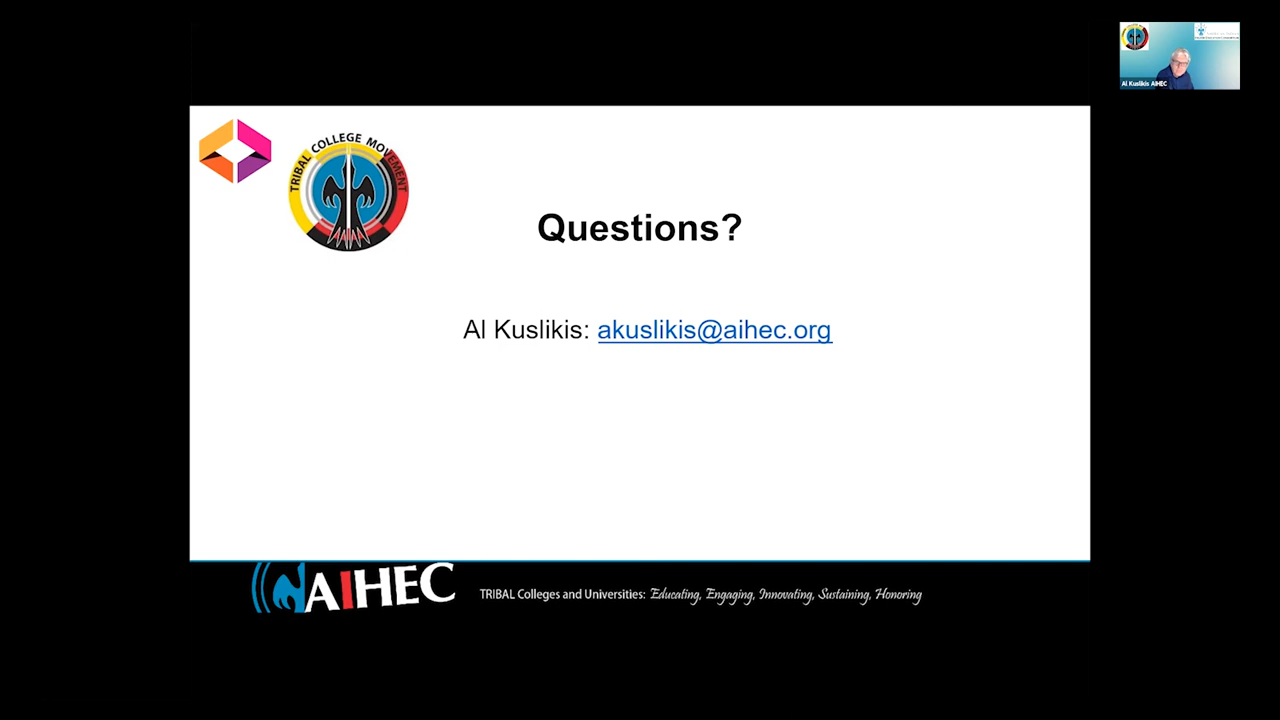 Al Kuslikis AIHEC
TRIBAL COLLEGE MOVEMENT
Questions?
Al Kuslikis: akuslikis@aihec.org
AIHEC
TRIBAL Colleges and Universities: Educating, Engaging, Innovating, Sustaining, Honoring